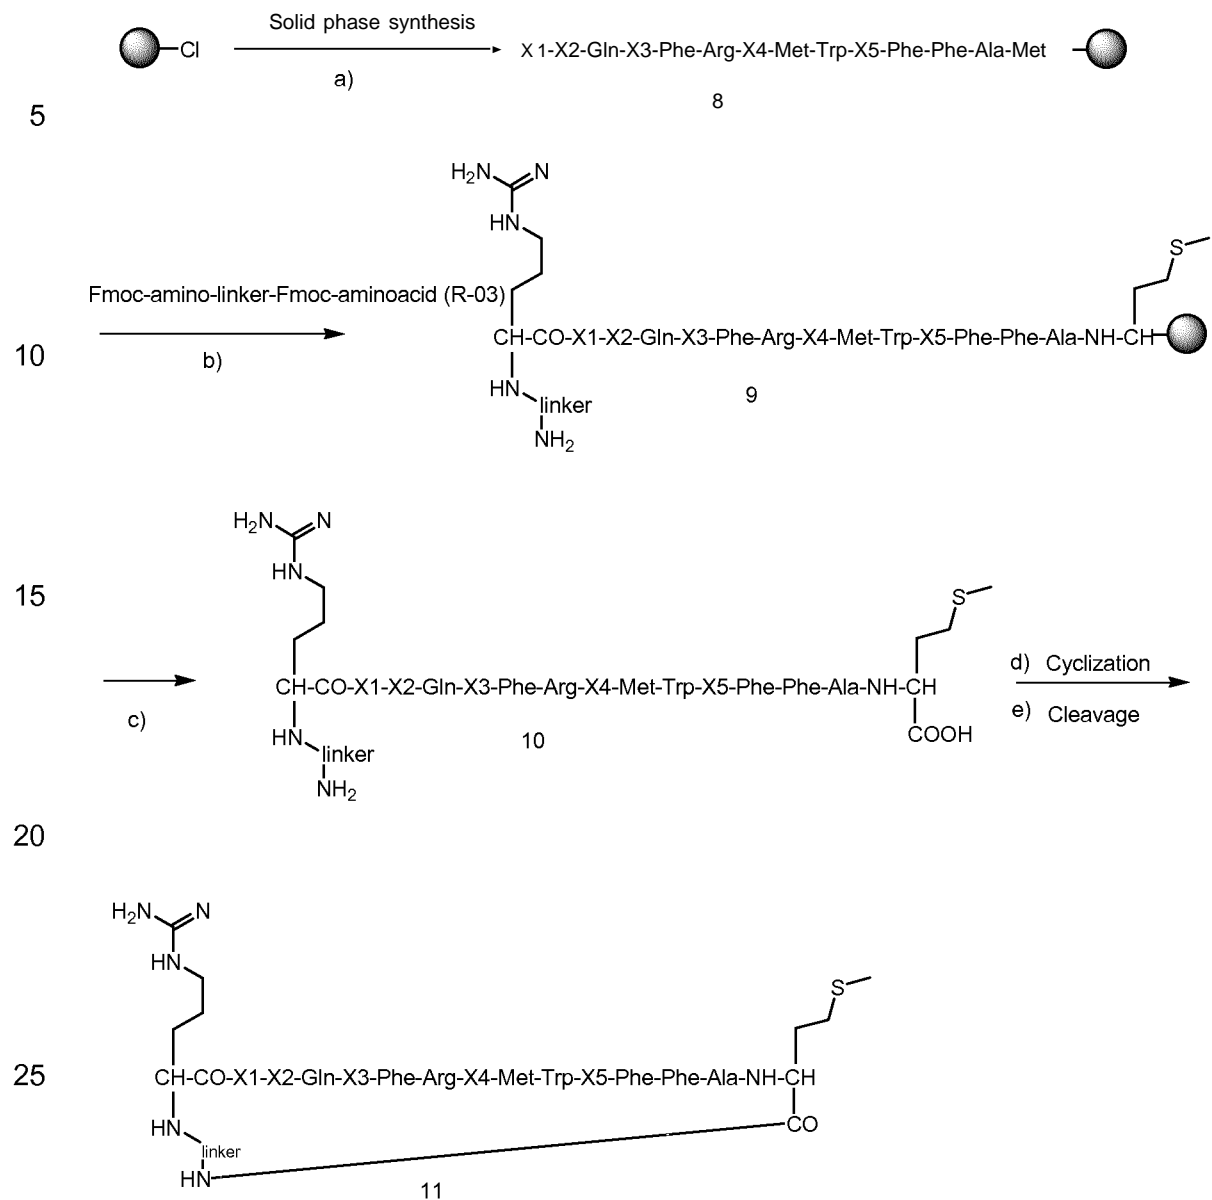 Solid phase synthesis
Cl
a)
X 1-X2-Gln-X3-Phe-Arg-X4-Met-Trp-X5-Phe-Phe-Ala-Met
8
5
H2N
N
HN
S
Fmoc-amino-linker-Fmoc-aminoacid (R-03)
b)
10
CH-CO-X1-X2-Gln-X3-Phe-Arg-X4-Met-Trp-X5-Phe-Phe-Ala-NH-CH
HN
linker
NH2
9
H2N
N
HN
S
15
c)
CH-CO-X1-X2-Gln-X3-Phe-Arg-X4-Met-Trp-X5-Phe-Phe-Ala-NH-CH
COOH
d) Cyclization
e) Cleavage
HN
linker
NH2
10
20
H2N
N
HN
S
25
CH-CO-X1-X2-Gln-X3-Phe-Arg-X4-Met-Trp-X5-Phe-Phe-Ala-NH-CH
CO
HN
linker
HN
11